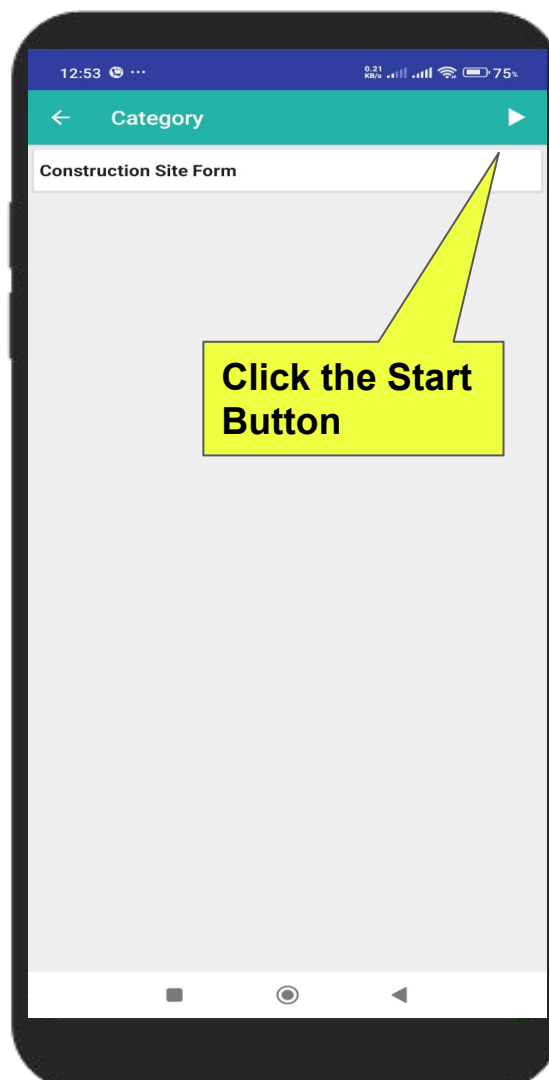 12:53
0.21
KB/s
75%
Category
Construction Site Form
Click the Start
Button